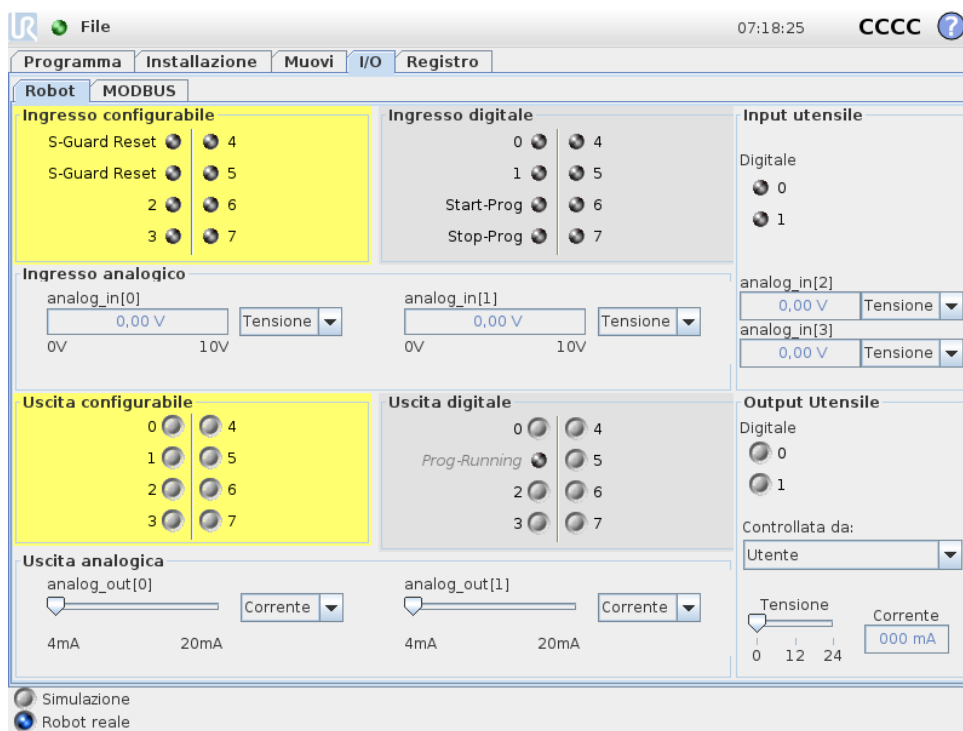 UR File 07:18:25 CCCC ?
Programma Installazione Muovi I/O Registro
Robot MODBUS
Ingresso configurabile
S-Guard Reset 4
S-Guard Reset 5
2 6
3 7
Ingresso digitale
0 4
1 5
Start-Prog 6
Stop-Prog 7
Input utensile
Digitale
0
1
Ingresso analogico
analog_in[0]
0,00 V Tensione
0V 10V
analog_in[1]
0,00 V Tensione
0V 10V
analog_in[2]
0,00 V Tensione
analog_in[3]
0,00 V Tensione
Uscita configurabile
0 4
1 5
2 6
3 7
Uscita digitale
0 4
Prog-Running 5
2 6
3 7
Output Utensile
Digitale
0
1
Controllata da:
Utente
Uscita analogica
analog_out[0]
Corrente
4mA 20mA
analog_out[1]
Corrente
4mA 20mA
Tensione
0 12 24
Corrente
000 mA
Simulazione
Robot reale